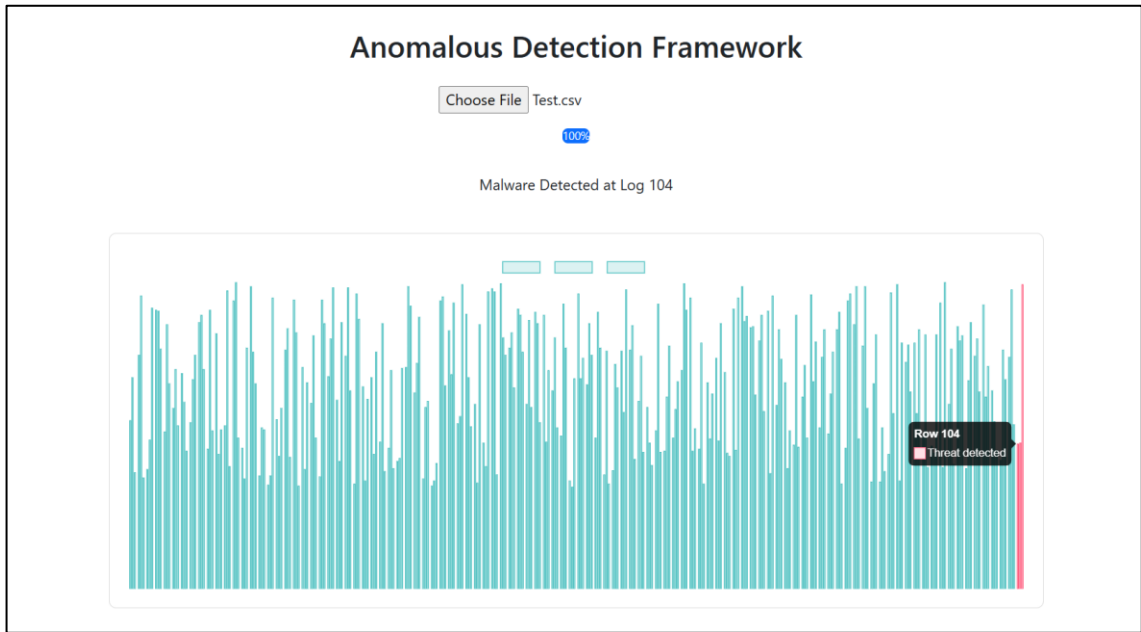 Anomalous Detection Framework
Choose File Test.csv
100%
Malware Detected at Log 104
Row 104
Threat detected